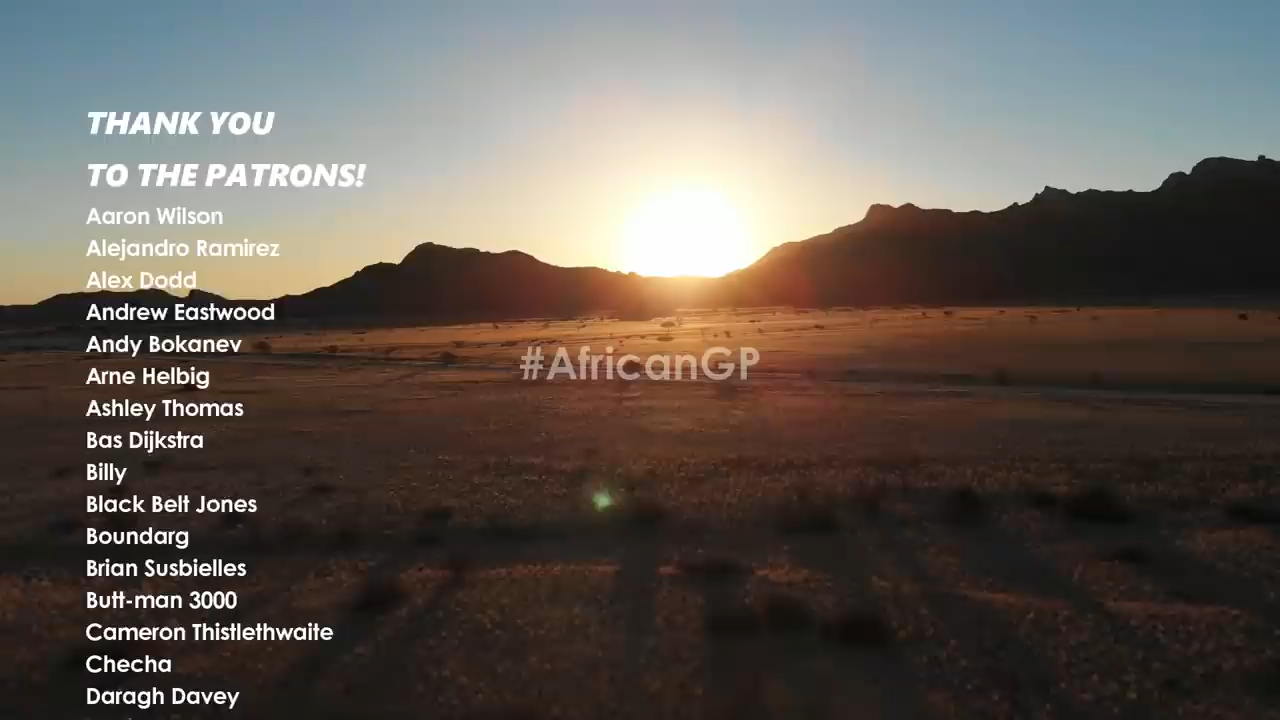 THANK YOU
TO THE PATRONS!
Aaron Wilson
Alejandro Ramirez
Alex Dodd
Andrew Eastwood
Andy Bokanev
Arne Helbig
Ashley Thomas
Bas Dijkstra
Billy
Black Belt Jones
Boundarg
Brian Susbielles
Butt-man 3000
Cameron Thistlethwaite
Checha
Daragh Davey
#AfricanGP